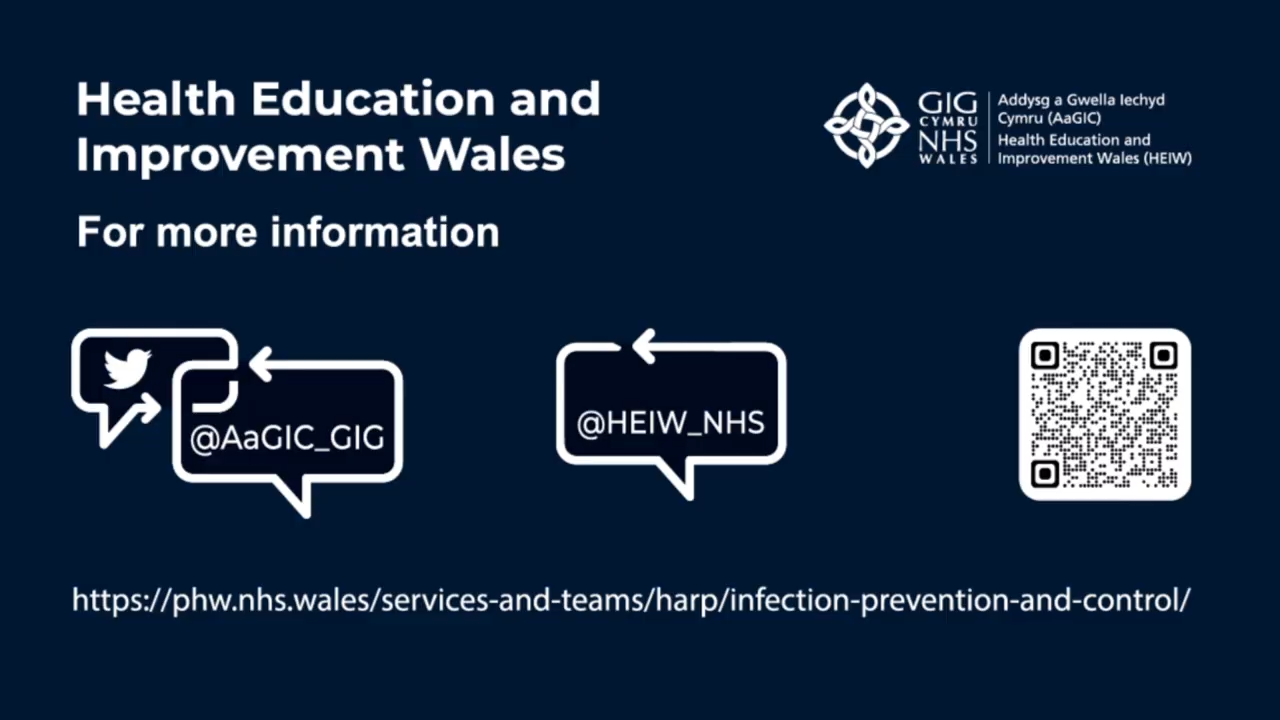 Health Education and
Improvement Wales
For more information
GIG
CYMRU
NHS
WALES
Addysg a Gwella Iechyd
Cymru (AaGIC)
Health Education and
Improvement Wales (HEIW)
@AaGIC_GIG
@HEIW_NHS
https://phw.nhs.wales/services-and-teams/harp/infection-prevention-and-control/